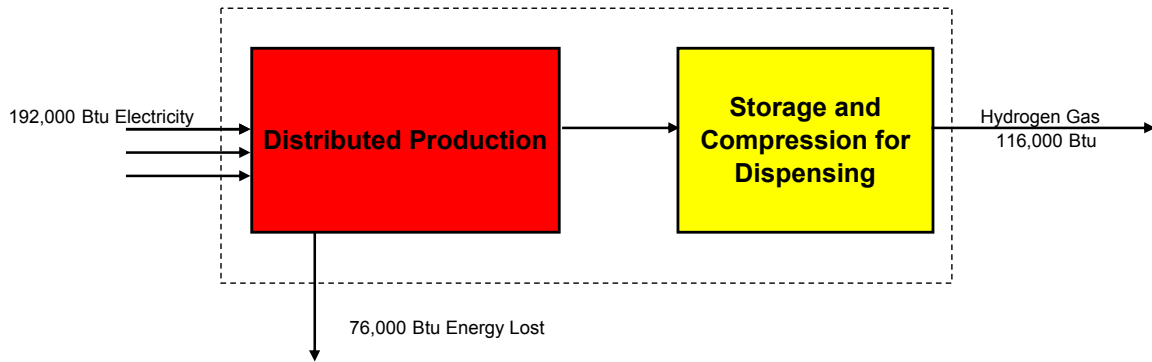 192,000 Btu Electricity
Distributed Production
Storage and
Compression for
Dispensing
Hydrogen Gas
116,000 Btu
76,000 Btu Energy Lost